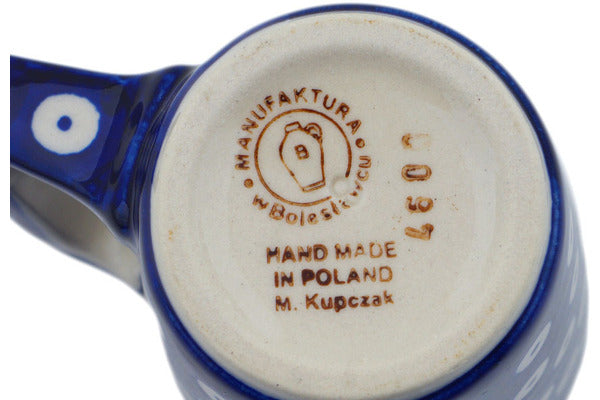 MANUFAKTURA
B
w Bolesławcu
HAND MADE
IN POLAND
M. Kupczak